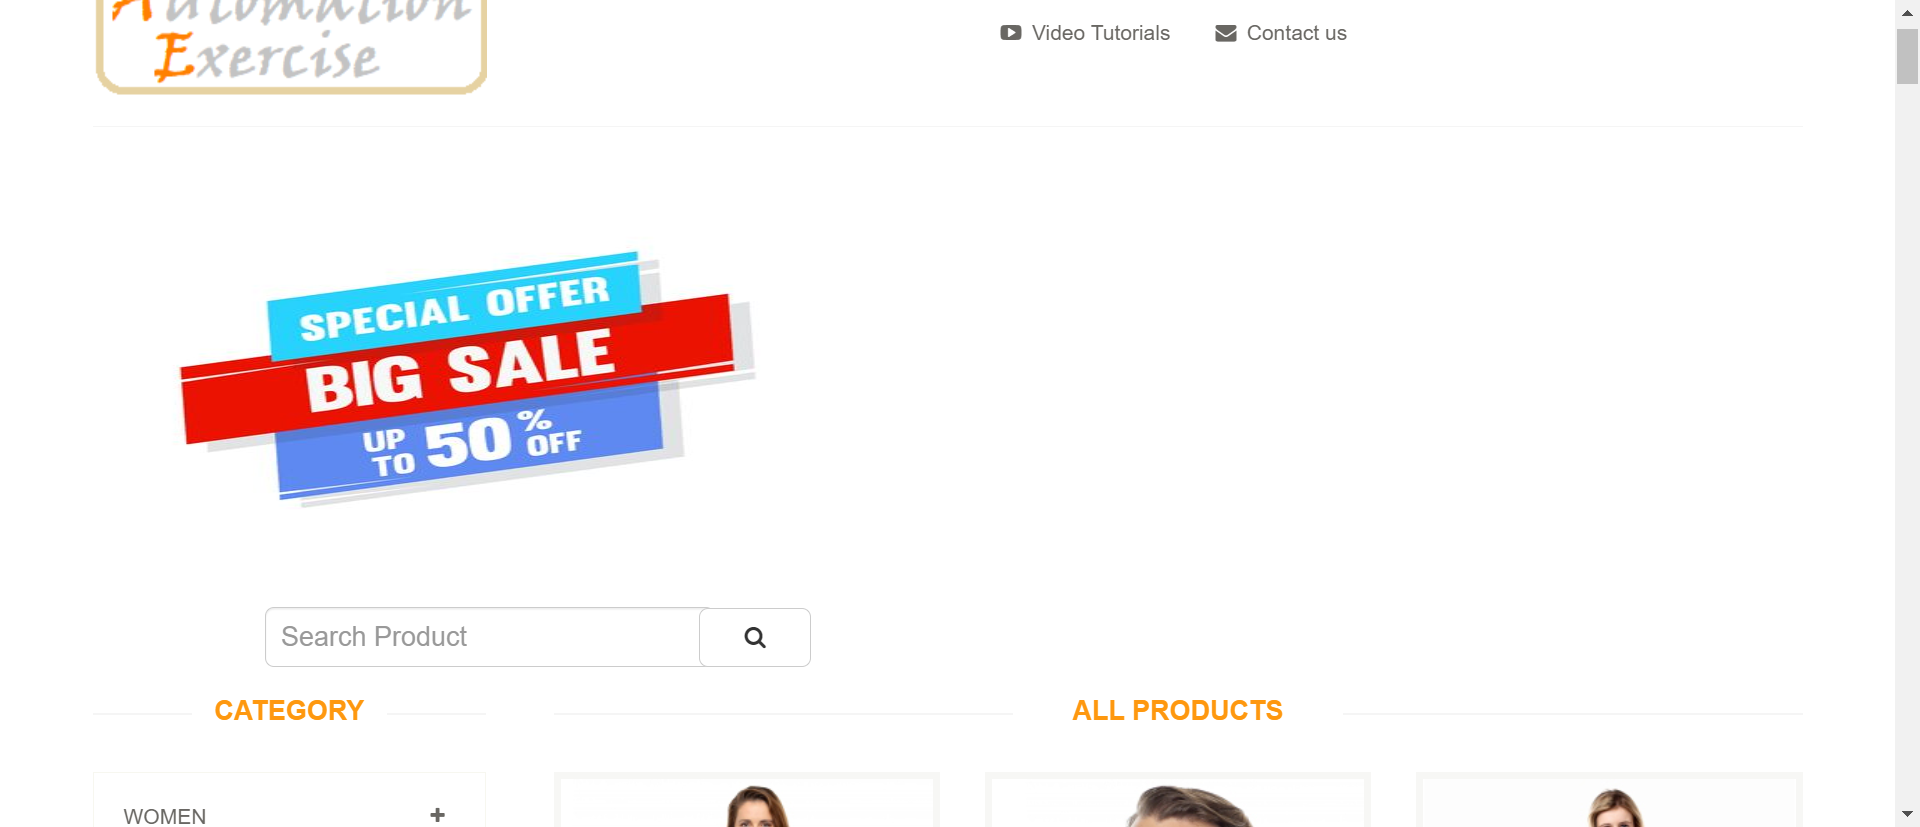 Automation
Exercise
Video Tutorials
Contact us
SPECIAL OFFER
BIG SALE
UP TO 50% OFF
Search Product
CATEGORY
ALL PRODUCTS
WOMEN